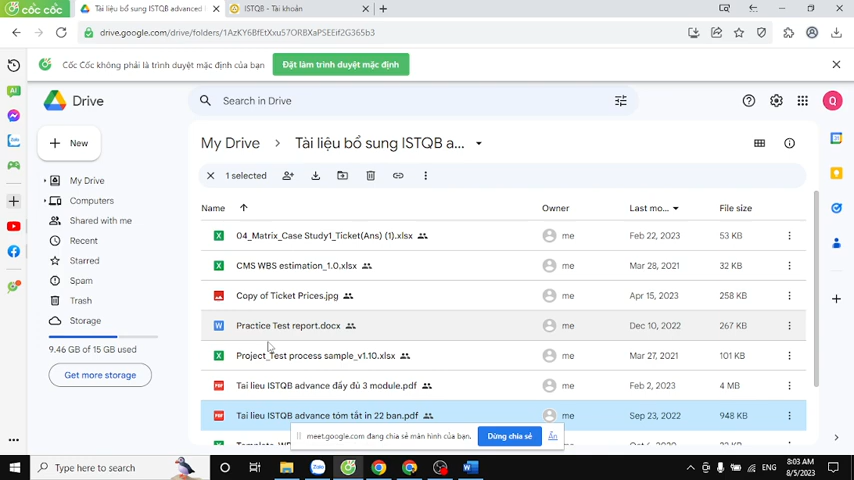 cốc cốc
Tài liệu bổ sung ISTQB advanced
ISTQB - Tài khoản
drive.google.com/drive/folders/1AzKY6BfEtXxu57ORBXaPSEEif2G365b3
Cốc Cốc không phải là trình duyệt mặc định của bạn
Đặt làm trình duyệt mặc định
Drive
Search in Drive
Q
New
My Drive
Tài liệu bổ sung ISTQB a...
1 selected
My Drive
Computers
Shared with me
Recent
Starred
Spam
Trash
Storage
9.46 GB of 15 GB used
Get more storage
Name Owner Last mo... File size
04_Matrix_Case Study1_Ticket(Ans) (1).xlsx me Feb 22, 2023 53 KB
CMS WBS estimation_1.0.xlsx me Mar 28, 2021 32 KB
Copy of Ticket Prices.jpg me Apr 15, 2023 258 KB
Practice Test report.docx me Dec 10, 2022 267 KB
Project_Test process sample_v1.10.xlsx me Mar 27, 2021 101 KB
Tai lieu ISTQB advance đầy đủ 3 module.pdf me Feb 2, 2023 4 MB
Tai lieu ISTQB advance tóm tắt in 22 ban.pdf me Sep 23, 2022 948 KB
meet.google.com đang chia sẻ màn hình của bạn.
Dừng chia sẻ
Ẩn
Type here to search
ENG
8:03 AM
8/5/2023